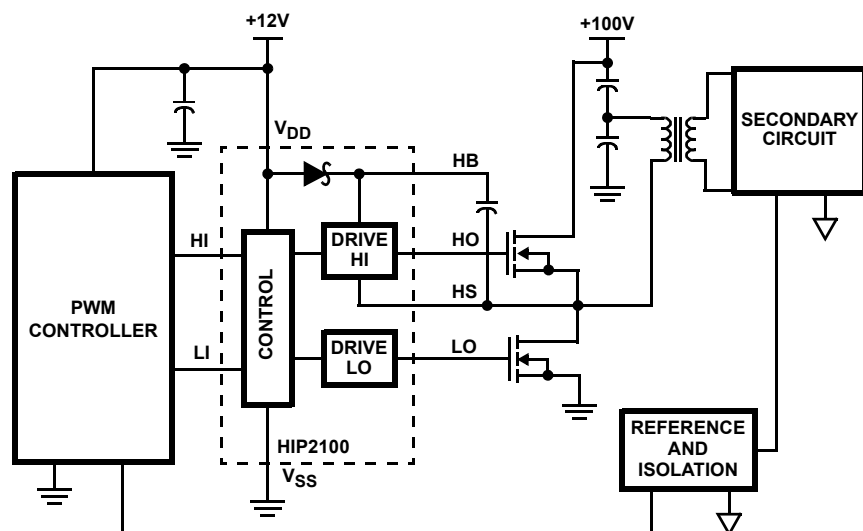 +12V
+100V
SECONDARY
CIRCUIT
VDD
HB
DRIVE
HI
HO
HI
HS
PWM
CONTROLLER
CONTROL
LI
DRIVE
LO
LO
HIP2100
VSS
REFERENCE
AND
ISOLATION